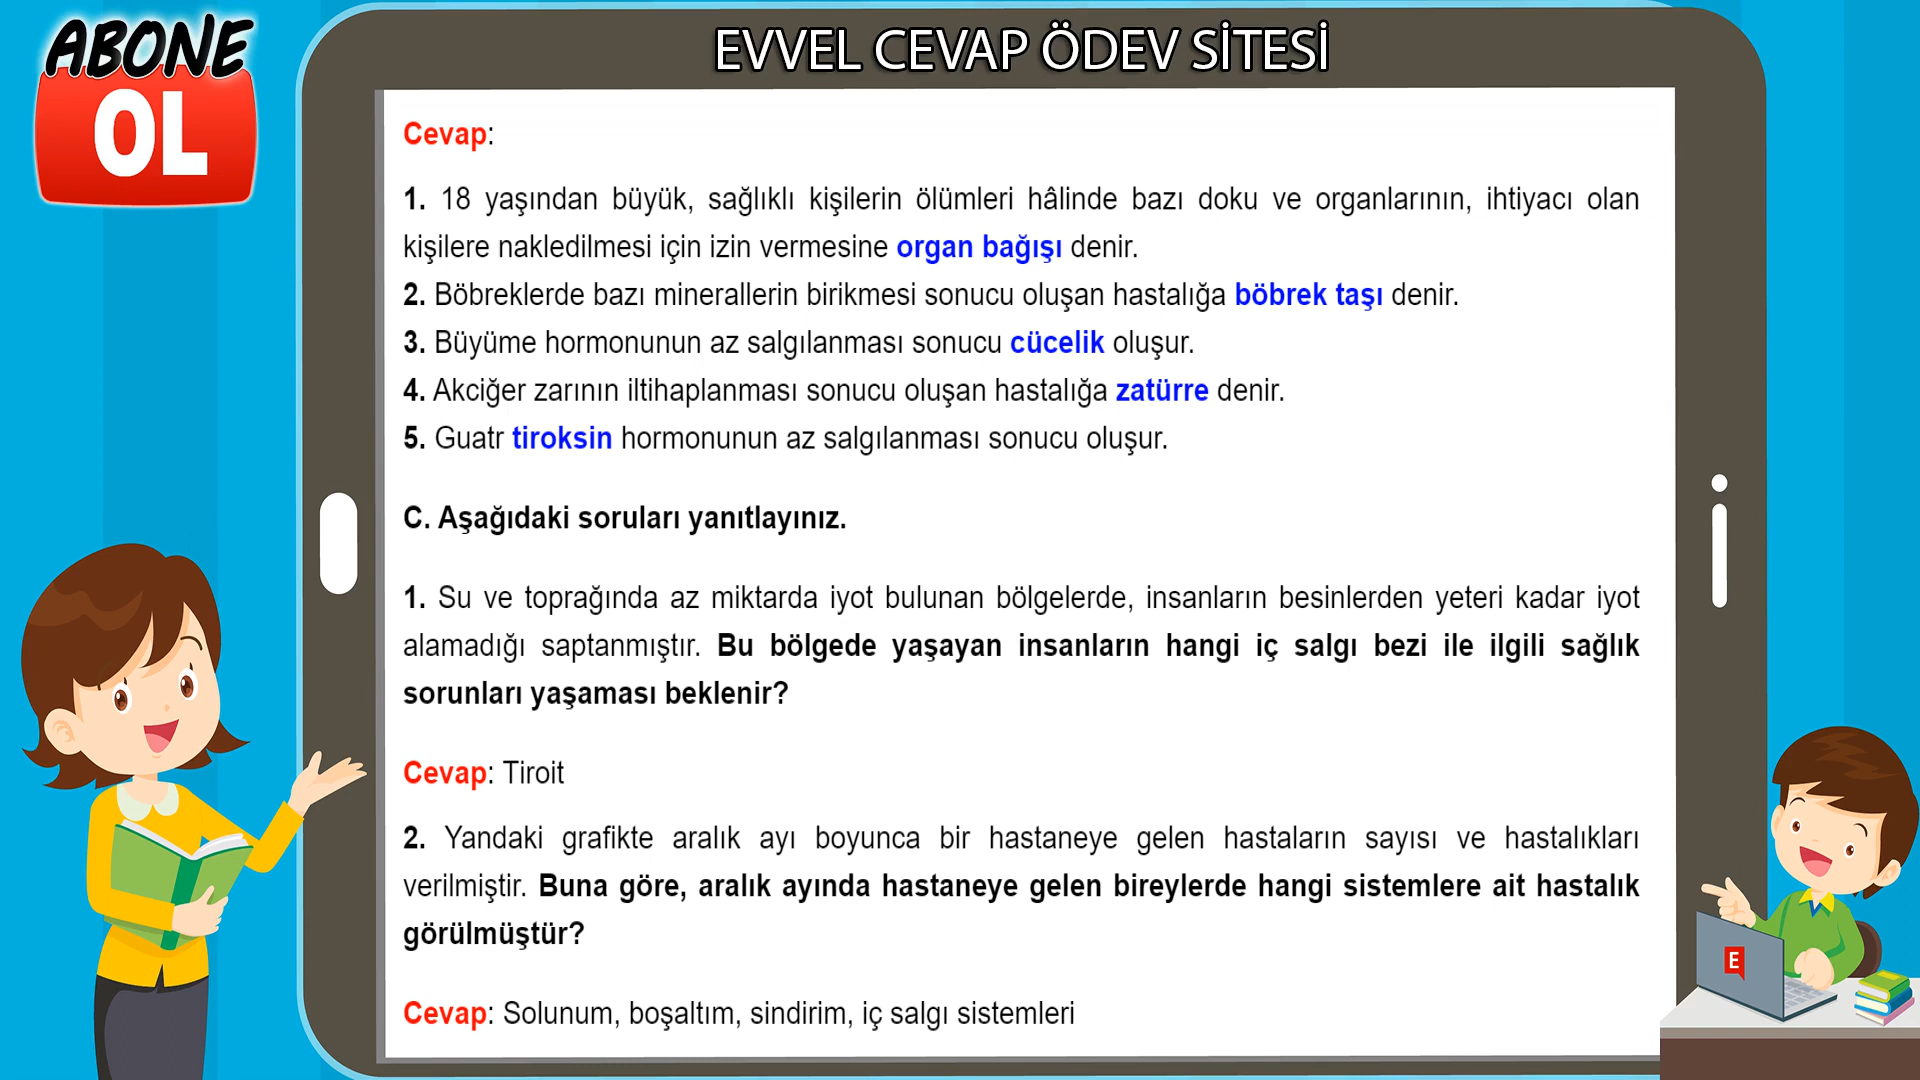 ABONE
OL
EVVEL CEVAP ÖDEV SİTESİ
Cevap:
1. 18 yaşından büyük, sağlıklı kişilerin ölümleri hâlinde bazı doku ve organlarının, ihtiyacı olan
kişilere nakledilmesi için izin vermesine organ bağışı denir.
2. Böbreklerde bazı minerallerin birikmesi sonucu oluşan hastalığa böbrek taşı denir.
3. Büyüme hormonunun az salgılanması sonucu cücelik oluşur.
4. Akciğer zarının iltihaplanması sonucu oluşan hastalığa zatürre denir.
5. Guatr tiroksin hormonunun az salgılanması sonucu oluşur.
C. Aşağıdaki soruları yanıtlayınız.
1. Su ve toprağında az miktarda iyot bulunan bölgelerde, insanların besinlerden yeteri kadar iyot
alamadığı saptanmıştır. Bu bölgede yaşayan insanların hangi iç salgı bezi ile ilgili sağlık
sorunları yaşaması beklenir?
Cevap: Tiroit
2. Yandaki grafikte aralık ayı boyunca bir hastaneye gelen hastaların sayısı ve hastalıkları
verilmiştir. Buna göre, aralık ayında hastaneye gelen bireylerde hangi sistemlere ait hastalık
görülmüştür?
Cevap: Solunum, boşaltım, sindirim, iç salgı sistemleri
E